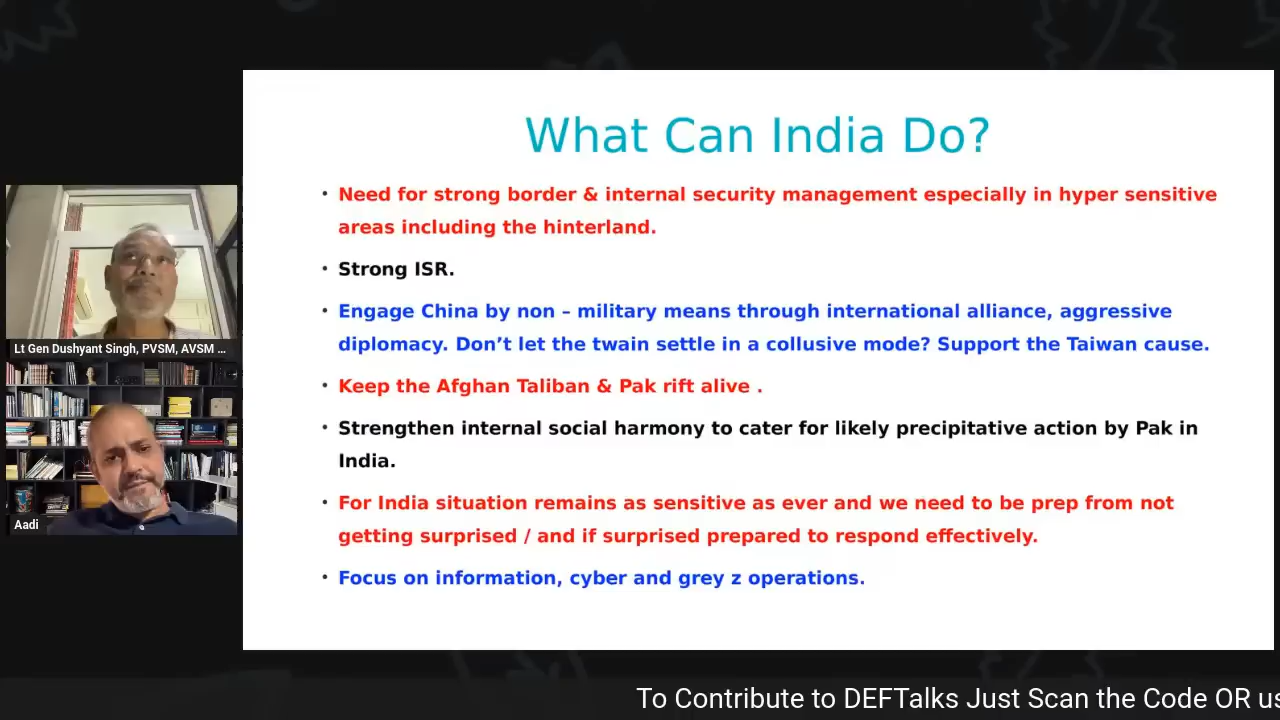 What Can India Do?
• Need for strong border & internal security management especially in hyper sensitive
areas including the hinterland.
• Strong ISR.
• Engage China by non – military means through international alliance, aggressive
diplomacy. Don’t let the twain settle in a collusive mode? Support the Taiwan cause.
• Keep the Afghan Taliban & Pak rift alive .
• Strengthen internal social harmony to cater for likely precipitative action by Pak in
India.
• For India situation remains as sensitive as ever and we need to be prep from not
getting surprised / and if surprised prepared to respond effectively.
• Focus on information, cyber and grey z operations.
Lt Gen Dushyant Singh, PVSM, AVSM ...
Aadi
To Contribute to DEFTalks Just Scan the Code OR us